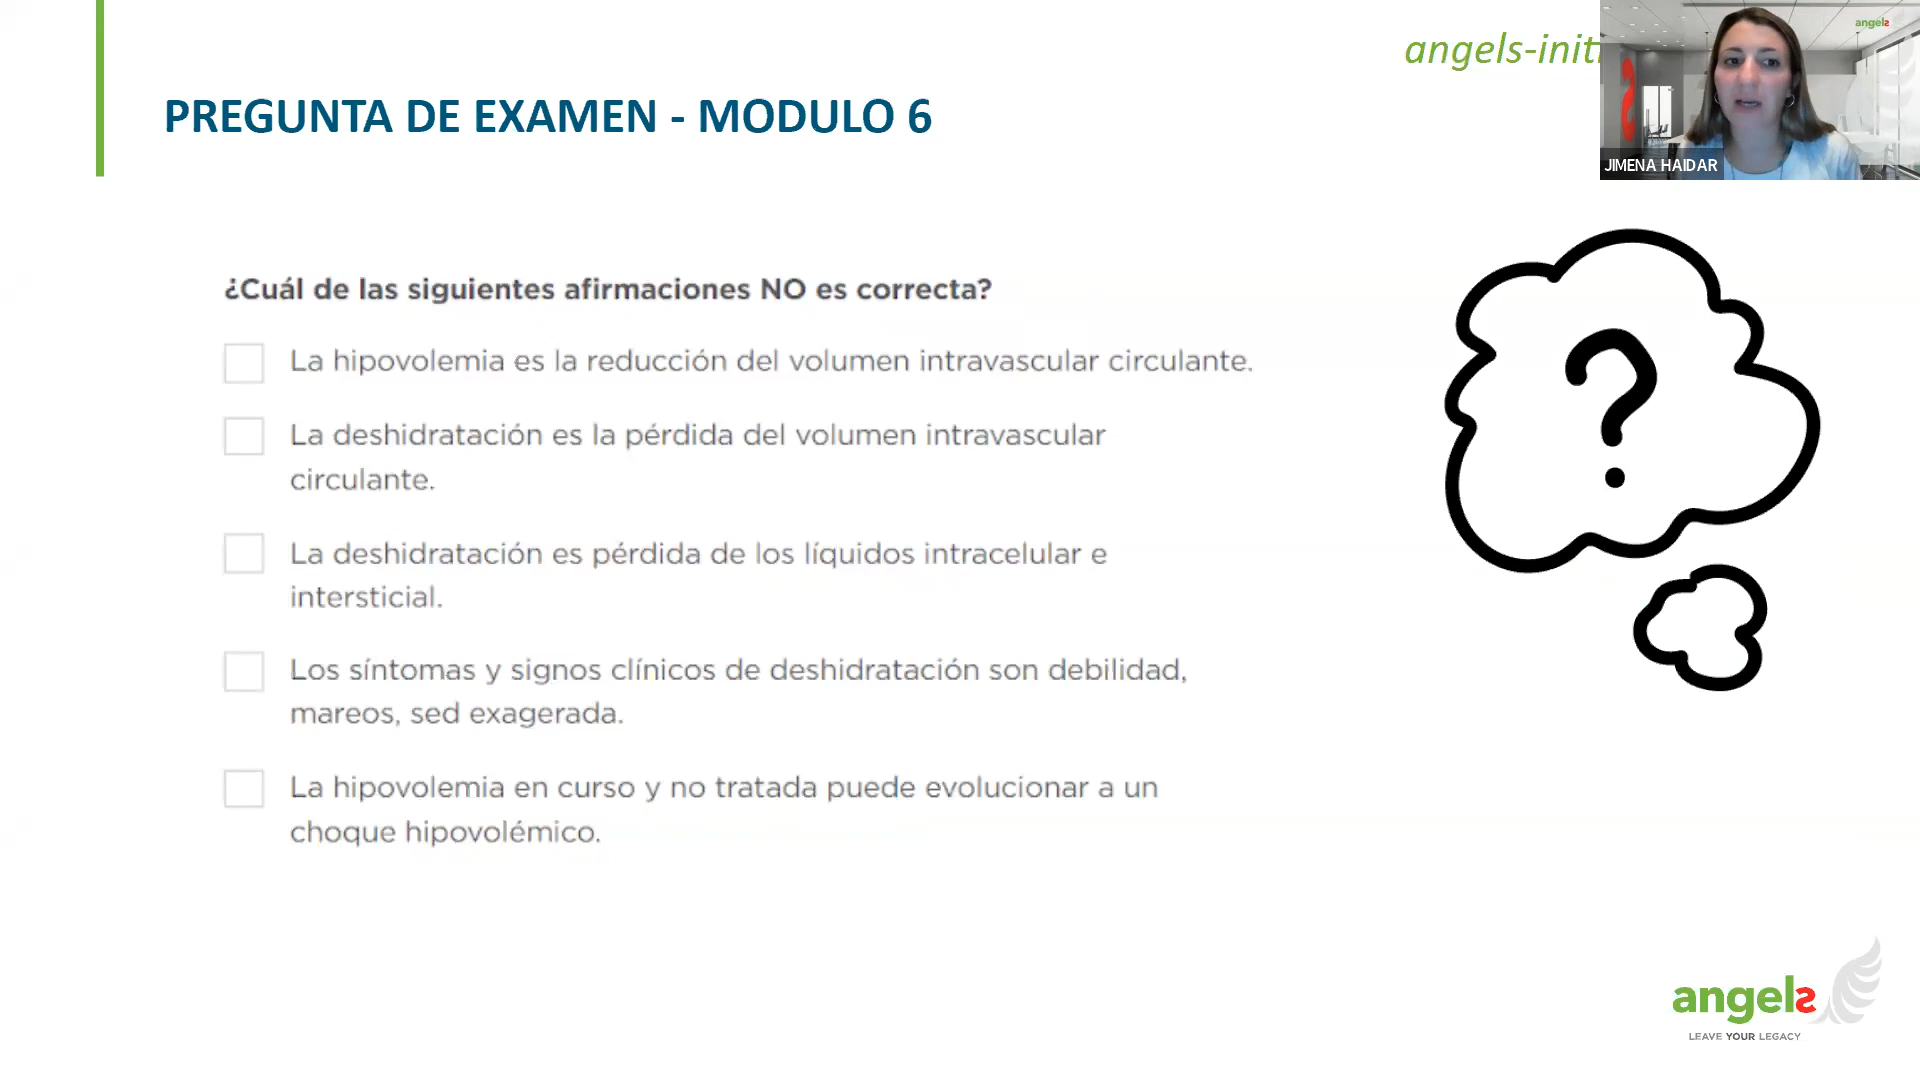 angels-init
angels
JIMENA HAIDAR
PREGUNTA DE EXAMEN - MODULO 6
¿Cuál de las siguientes afirmaciones NO es correcta?
La hipovolemia es la reducción del volumen intravascular circulante.
La deshidratación es la pérdida del volumen intravascular
circulante.
La deshidratación es pérdida de los líquidos intracelular e
intersticial.
Los síntomas y signos clínicos de deshidratación son debilidad,
mareos, sed exagerada.
La hipovolemia en curso y no tratada puede evolucionar a un
choque hipovolémico.
?
angels
LEAVE YOUR LEGACY